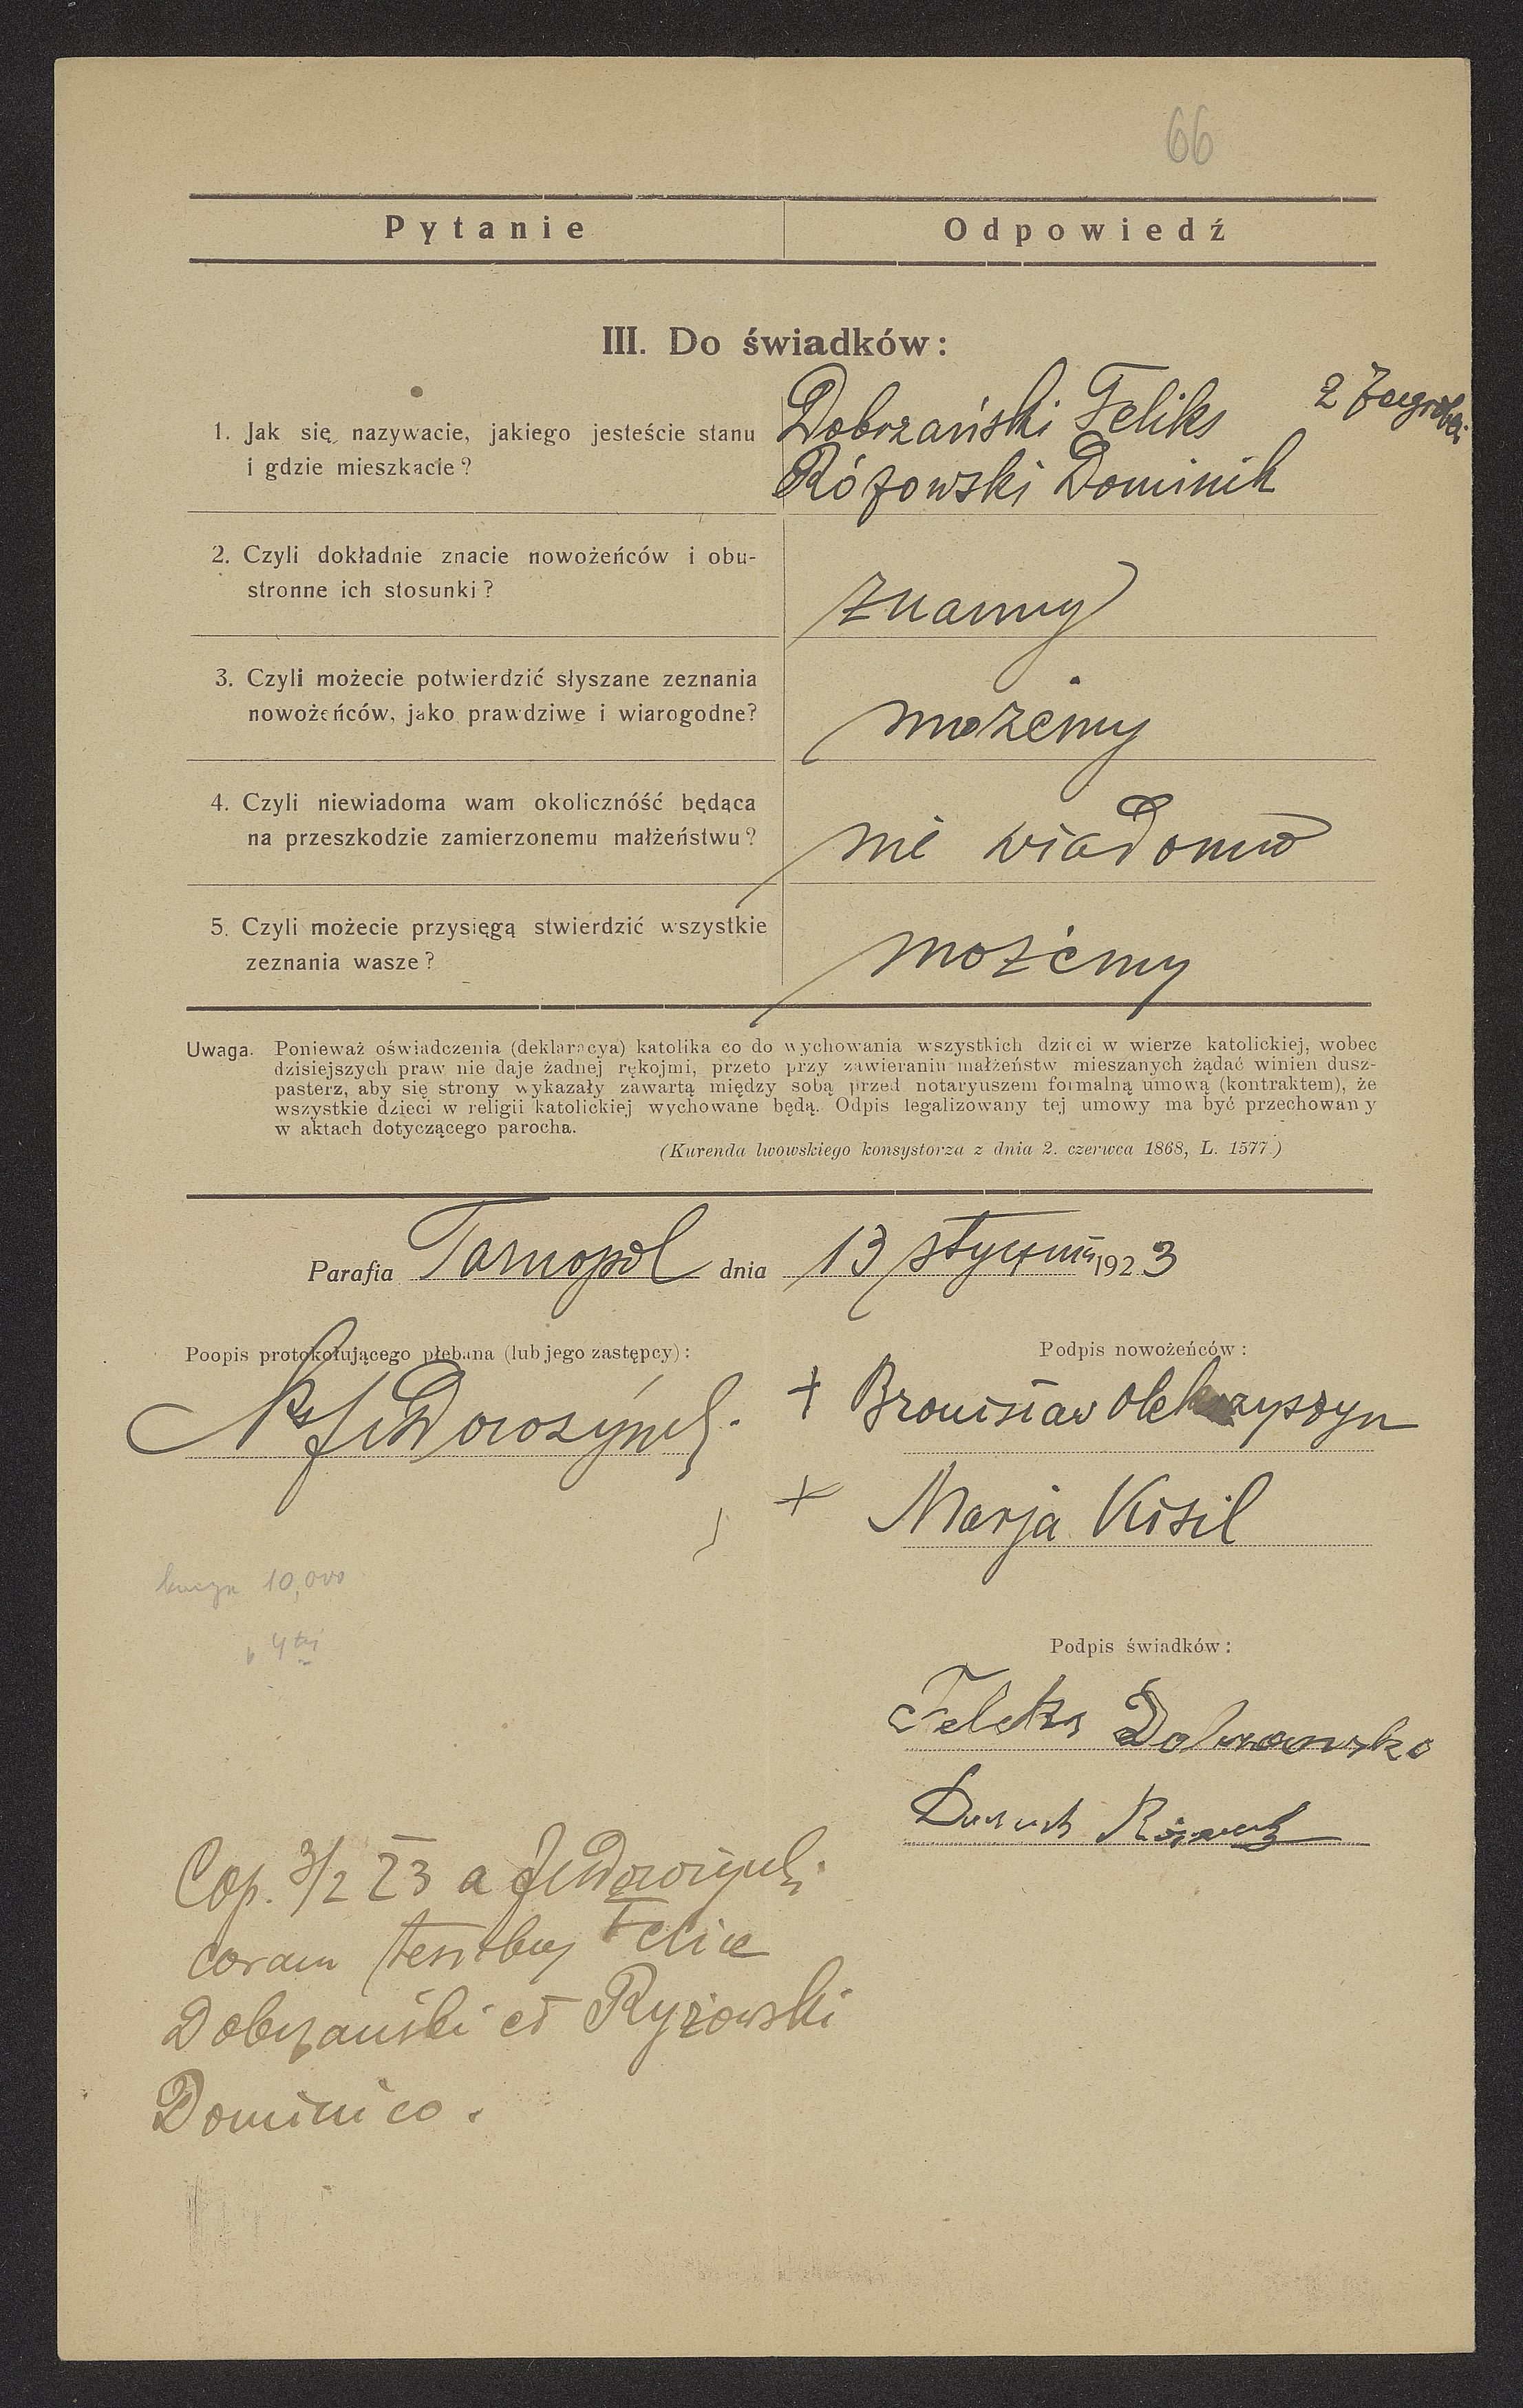 66
Pytanie
Odpowiedź
III. Do świadków:
1. Jak się nazywacie, jakiego jesteście stanu
i gdzie mieszkacie?
Dobrzański Feliks
Różowski Dominik
2. Czyli dokładnie znacie nowożeńców i obu-
stronne ich stosunki?
znamy
3. Czyli możecie potwierdzić słyszane zeznania
nowożeńców, jako prawdziwe i wiarogodne?
możemy
4. Czyli niewiadoma wam okolicznóść będąca
na przeszkodzie zamierzonemu małżeństwu?
nie wiadomo
5. Czyli możecie przysięgą stwierdzić wszystkie
zeznania wasze?
możemy
Uwaga. Ponieważ oświadczenia (deklaracya) katolika co do wychowania wszystkich dzieci w wierze katolickiej, wobec
dzisiejszych praw nie daje żadnej rękojmi, przeto przy zawieraniu małżeństw mieszanych żądać winien dusz-
pasterz, aby się strony wykazały zawartą między sobą przed notaryuszem formalną umową (kontraktem), że
wszystkie dzieci w religii katolickiej wychowane będą. Odpis legalizowany tej umowy ma być przechowany
w aktach dotyczącego parocha.
(Kurenda lwowskiego konsystorza z dnia 2. czerwca 1868, L. 1577)
Parafia Tarnopol dnia 13 stycznia 1923
Poopis protokołującego plebana (lub jego zastępcy):
Podpis nowożeńców:
+ Bronisław
+ Marja Kisil
10,000
Podpis świadków:
Feleks
Cop. 3/2 23 a
coram testibus Felice
Dobrzański et Ryżowski
Dominico.